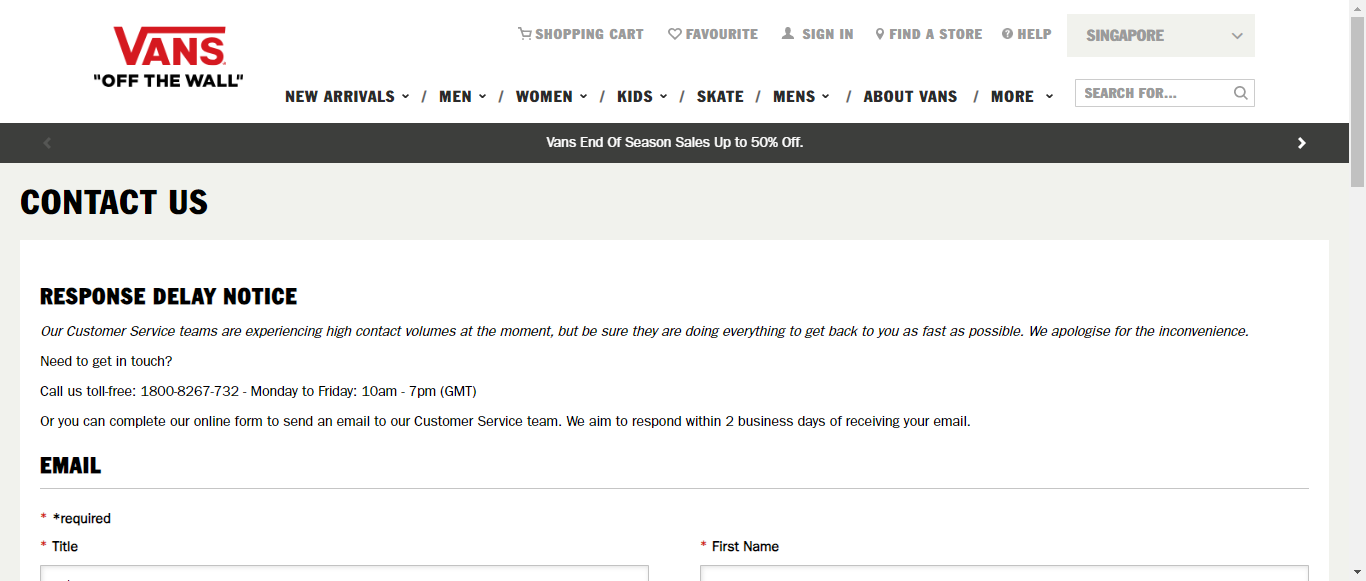 SHOPPING CART FAVOURITE SIGN IN FIND A STORE HELP SINGAPORE
VANS
"OFF THE WALL"
NEW ARRIVALS / MEN / WOMEN / KIDS / SKATE / MENS / ABOUT VANS / MORE SEARCH FOR...
Vans End Of Season Sales Up to 50% Off.
CONTACT US
RESPONSE DELAY NOTICE
Our Customer Service teams are experiencing high contact volumes at the moment, but be sure they are doing everything to get back to you as fast as possible. We apologise for the inconvenience.
Need to get in touch?
Call us toll-free: 1800-8267-732 - Monday to Friday: 10am - 7pm (GMT)
Or you can complete our online form to send an email to our Customer Service team. We aim to respond within 2 business days of receiving your email.
EMAIL
* *required
* Title * First Name